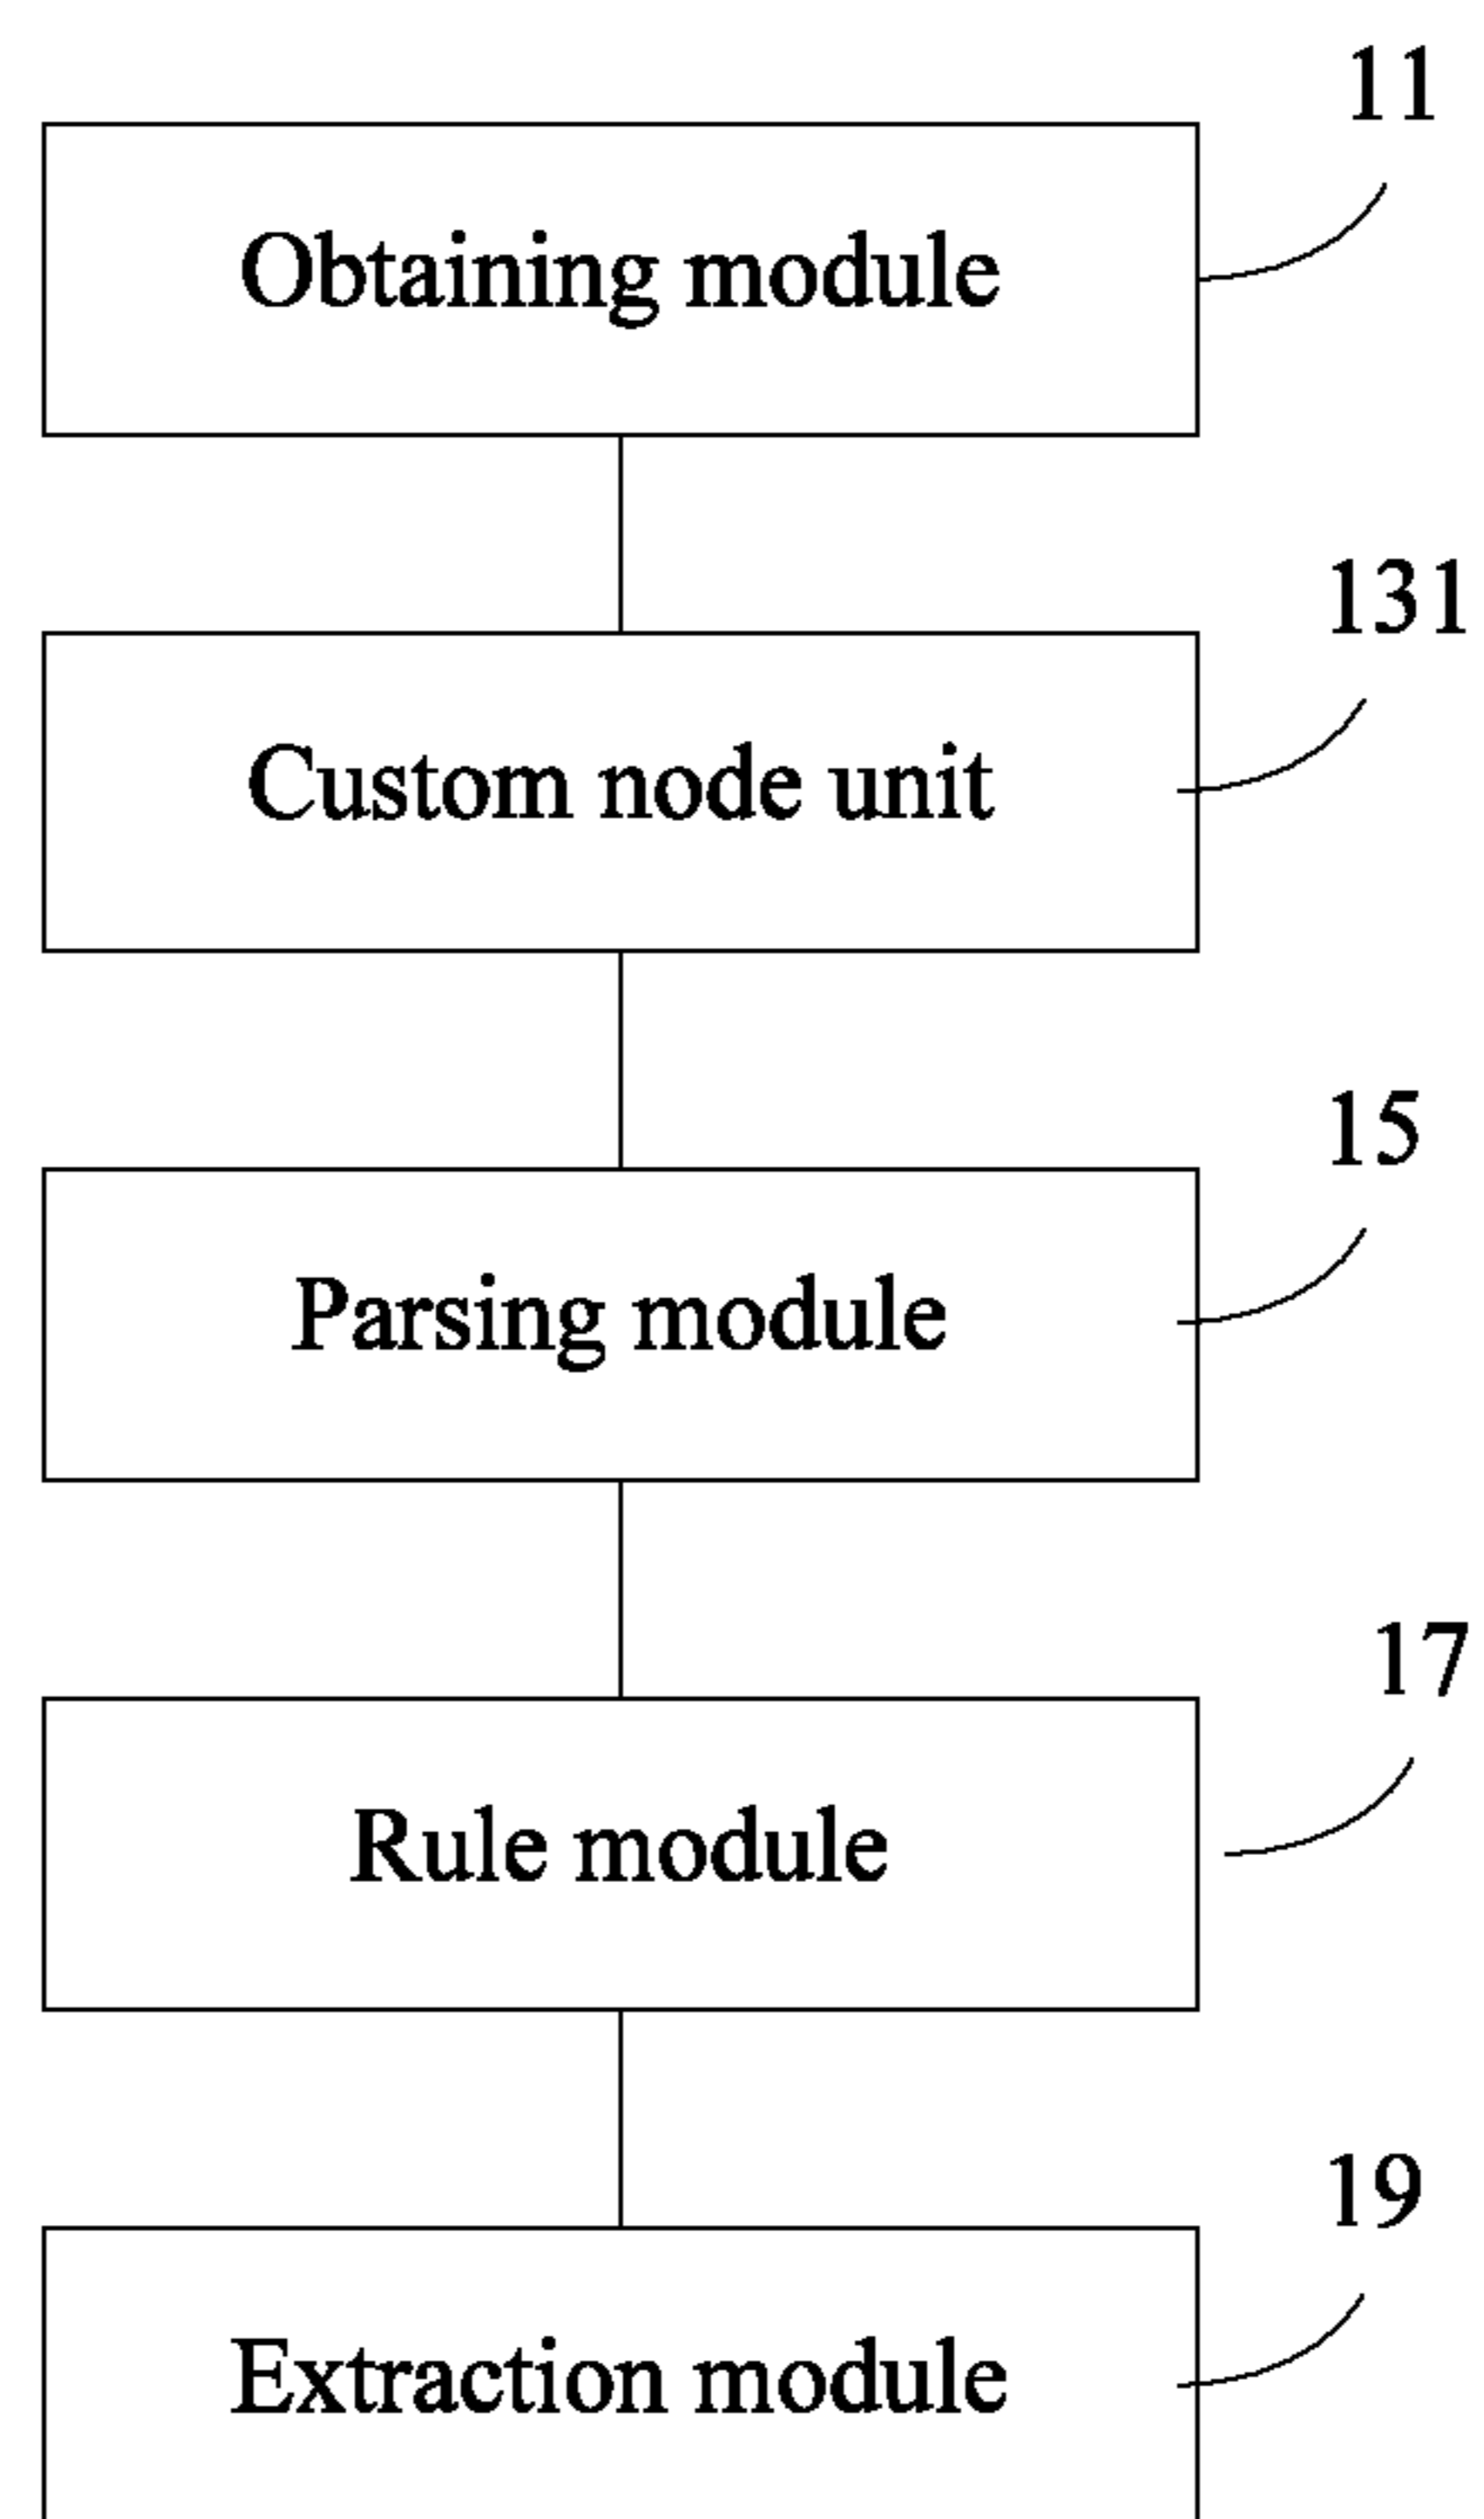 11
Obtaining module
131
Custom node unit
15
Parsing module
17
Rule module
19
Extraction module